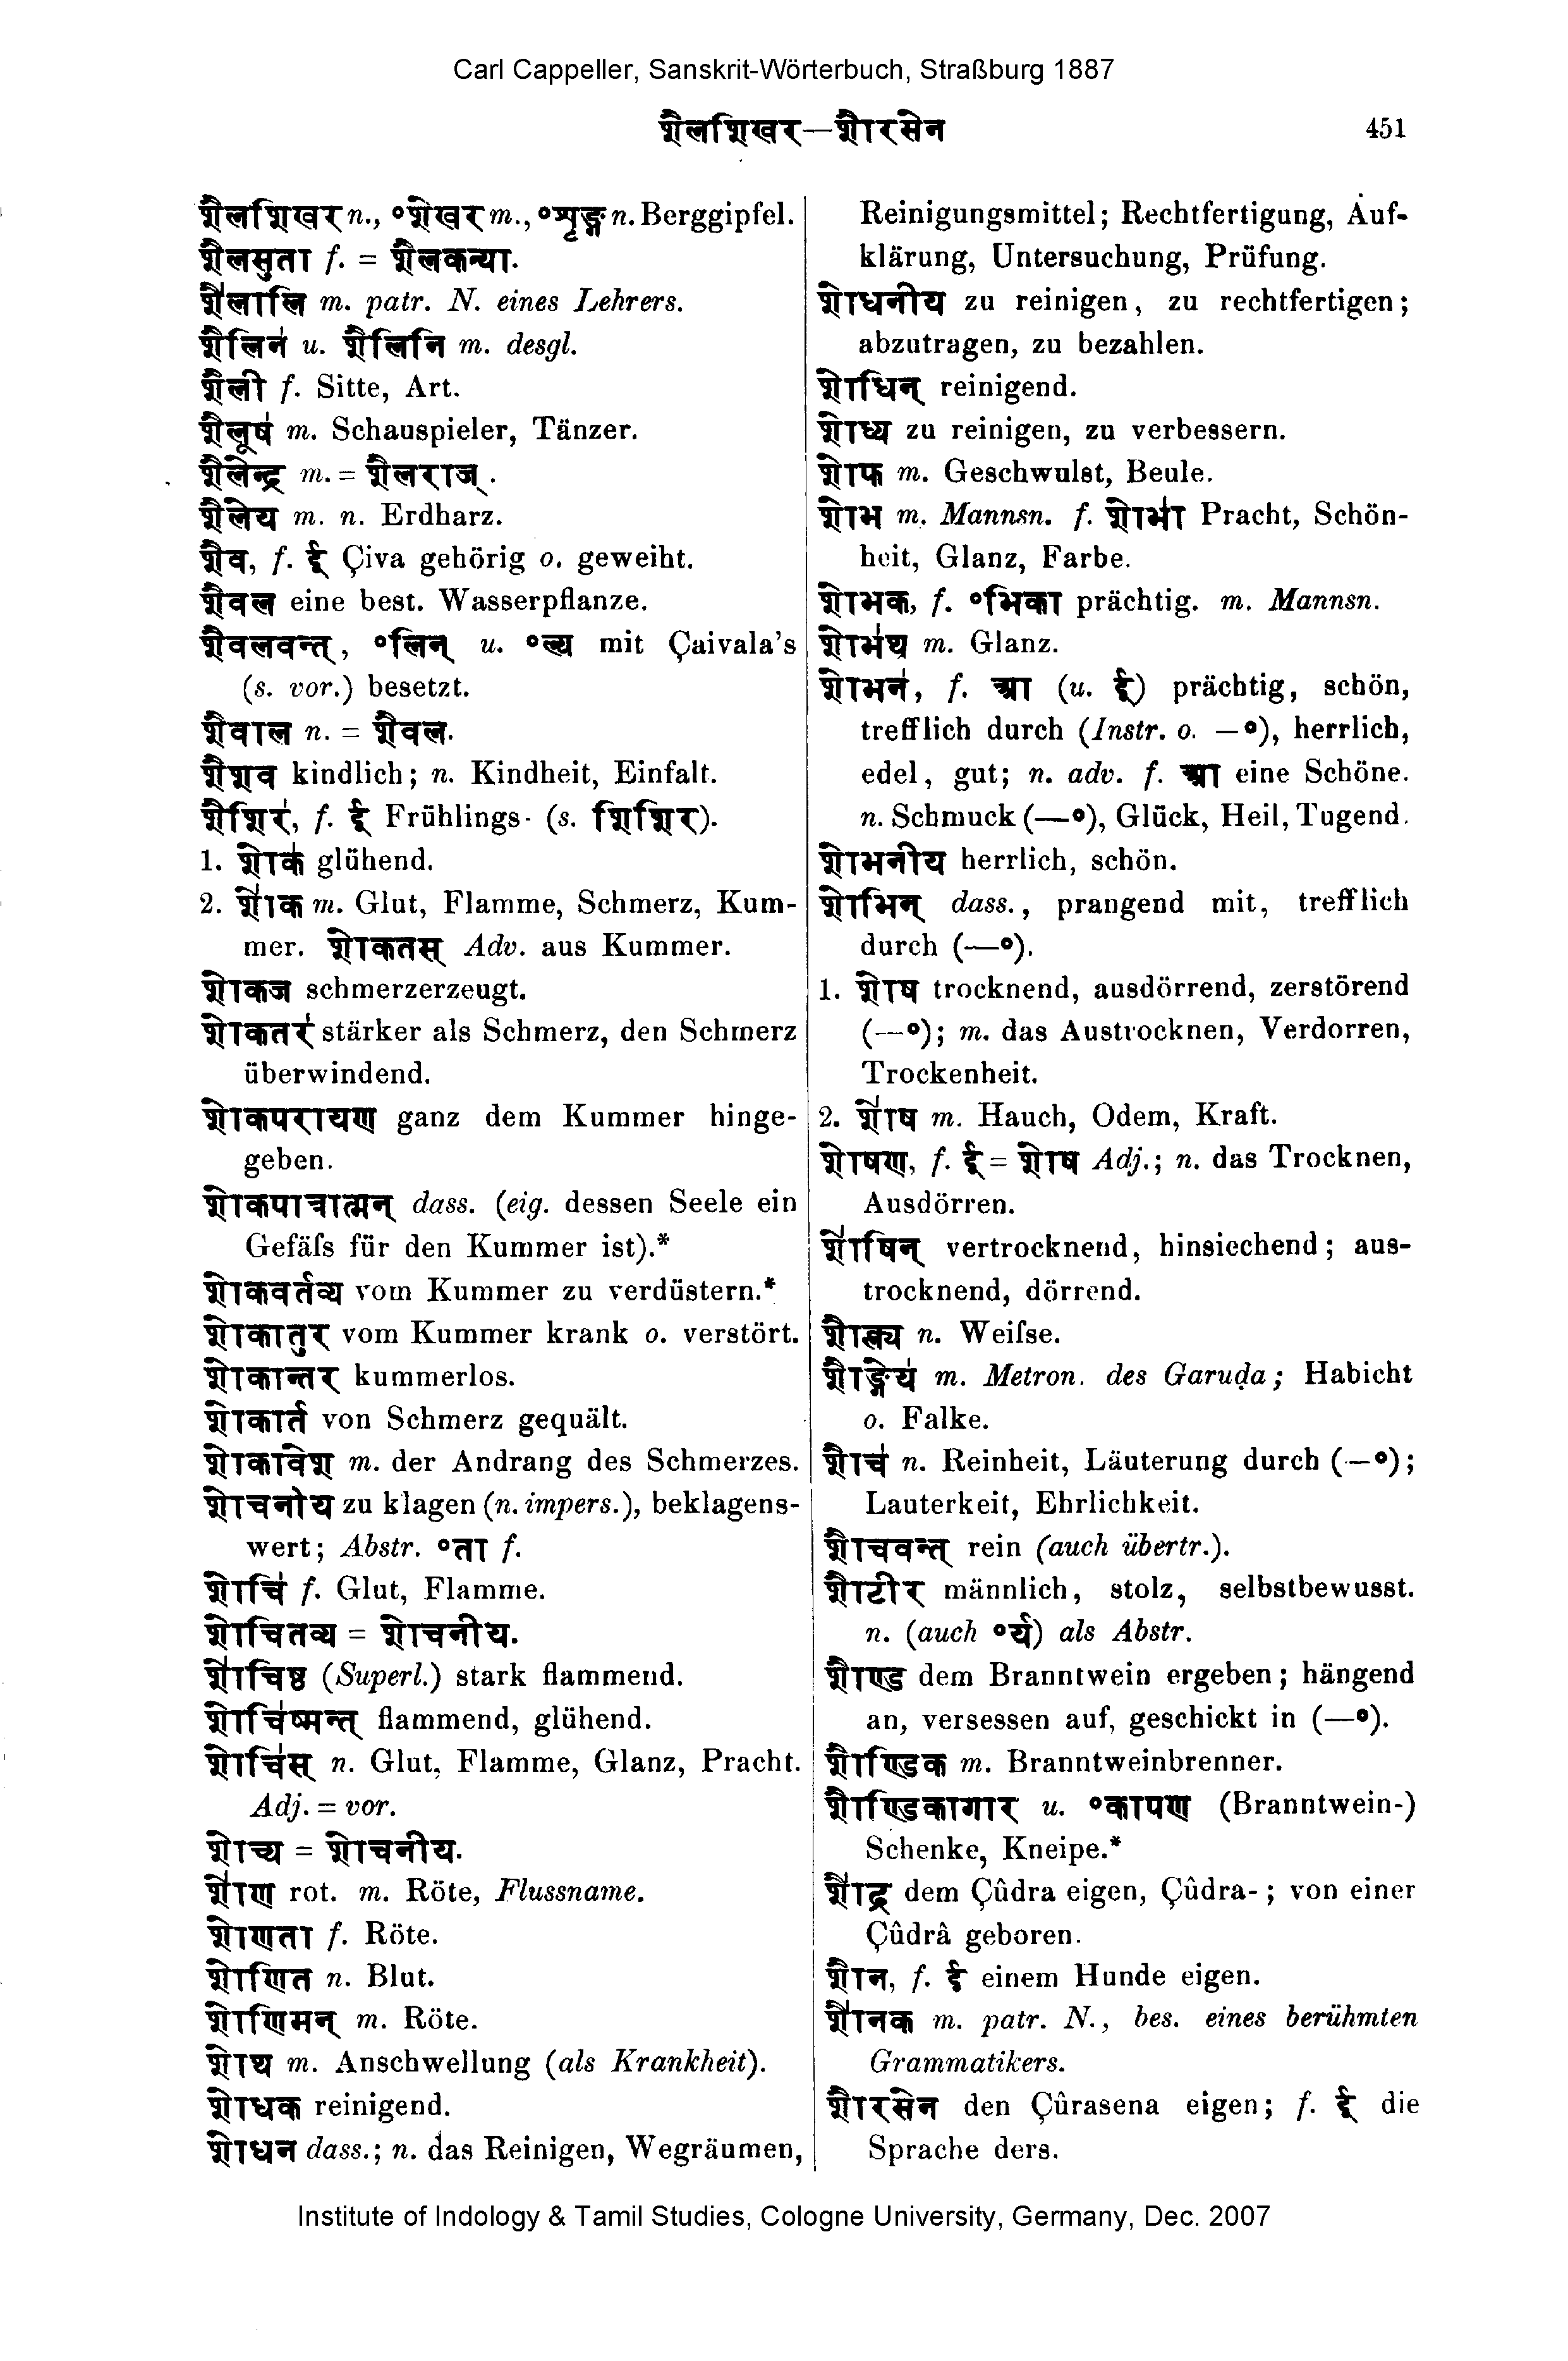 Carl Cappeller, Sanskrit-Wörterbuch, Straßburg 1887
शैलशिखर—शौरसेन
451
शैलशिखर n., °शेखर m., °शृङ्ग n. Berggipfel.
शैलसुता f. = शैलकन्या.
शै॑लालि m. patr. N. eines Lehrers.
शैलिन॑ u. शैलिनि m. desgl.
शैली f. Sitte, Art.
शैलूष॑ m. Schauspieler, Tänzer.
शैलेन्द्र m. = शैलराज्.
शैलेय m. n. Erdharz.
शैव, f. ई Çiva gehörig o. geweiht.
शैवल eine best. Wasserpflanze.
शैवलवन्त्, °लिन् u. °ल्य mit Çaivala's
(s. vor.) besetzt.
शैवाल n. = शैवल.
शैशव kindlich; n. Kindheit, Einfalt.
शैशिर॑, f. ई Frühlings- (s. शिशिर).
1. शोक॑ glühend.
2. शो॑क m. Glut, Flamme, Schmerz, Kum-
mer. शोकतस् Adv. aus Kummer.
शोकज schmerzerzeugt.
शोकतर॑ stärker als Schmerz, den Schmerz
überwindend.
शोकपरायण ganz dem Kummer hinge-
geben.
शोकपात्रात्मन् dass. (eig. dessen Seele ein
Gefäſs für den Kummer ist).*
शोकवर्तव्य vom Kummer zu verdüstern.*
शोकातुर vom Kummer krank o. verstört.
शोकान्तर kummerlos.
शोकार्त von Schmerz gequält.
शोकावेश m. der Andrang des Schmerzes.
शोचनीय zu klagen (n. impers.), beklagens-
wert; Abstr. °ता f.
शोचि॑ f. Glut, Flamme.
शोचितव्य = शोचनीय.
शो॑चिष्ठ (Superl.) stark flammend.
शोचि॑ष्मन्त् flammend, glühend.
शोचि॑स् n. Glut, Flamme, Glanz, Pracht.
Adj. = vor.
शोच्य = शोचनीय.
शो॑ण rot. m. Röte, Flussname.
शोणता f. Röte.
शोणित n. Blut.
शोणिमन् m. Röte.
शोथ m. Anschwellung (als Krankheit).
शोधक reinigend.
शोधन dass.; n. das Reinigen, Wegräumen,
Reinigungsmittel; Rechtfertigung, Auf-
klärung, Untersuchung, Prüfung.
शोधनीय zu reinigen, zu rechtfertigen;
abzutragen, zu bezahlen.
शोधिन् reinigend.
शोध्य zu reinigen, zu verbessern.
शोफ m. Geschwulst, Beule.
शोभ m. Mannsn. f. शोभा॑ Pracht, Schön-
heit, Glanz, Farbe.
शोभक, f. °भिका prächtig. m. Mannsn.
शोभ॑थ m. Glanz.
शोभन॑, f. आ (u. ई) prächtig, schön,
trefflich durch (Instr. o. —°), herrlich,
edel, gut; n. adv. f. आ eine Schöne.
n. Schmuck (—°), Glück, Heil, Tugend.
शोभनीय herrlich, schön.
शोभिन् dass., prangend mit, trefflich
durch (—°).
1. शोष trocknend, ausdörrend, zerstörend
(—°); m. das Austrocknen, Verdorren,
Trockenheit.
2. शो॑ष m. Hauch, Odem, Kraft.
शोषण, f. ई = शोष Adj.; n. das Trocknen,
Ausdörren.
शो॑षिन् vertrocknend, hinsiechend; aus-
trocknend, dörrend.
शौक्ल्य n. Weiſse.
शौङ्गेय॑ m. Metron. des Garuḍa; Habicht
o. Falke.
शौच॑ n. Reinheit, Läuterung durch (—°);
Lauterkeit, Ehrlichkeit.
शौचवन्त् rein (auch übertr.).
शौटीर männlich, stolz, selbstbewusst.
n. (auch °र्य) als Abstr.
शौण्ड dem Branntwein ergeben; hängend
an, versessen auf, geschickt in (—°).
शौण्डिक m. Branntweinbrenner.
शौण्डिकागार u. °कापण (Branntwein-)
Schenke, Kneipe.*
शौ॑द्र dem Çûdra eigen, Çûdra-; von einer
Çûdrâ geboren.
शौन, f. ई einem Hunde eigen.
शौ॑नक m. patr. N., bes. eines berühmten
Grammatikers.
शौरसेन den Çûrasena eigen; f. ई die
Sprache ders.
Institute of Indology & Tamil Studies, Cologne University, Germany, Dec. 2007